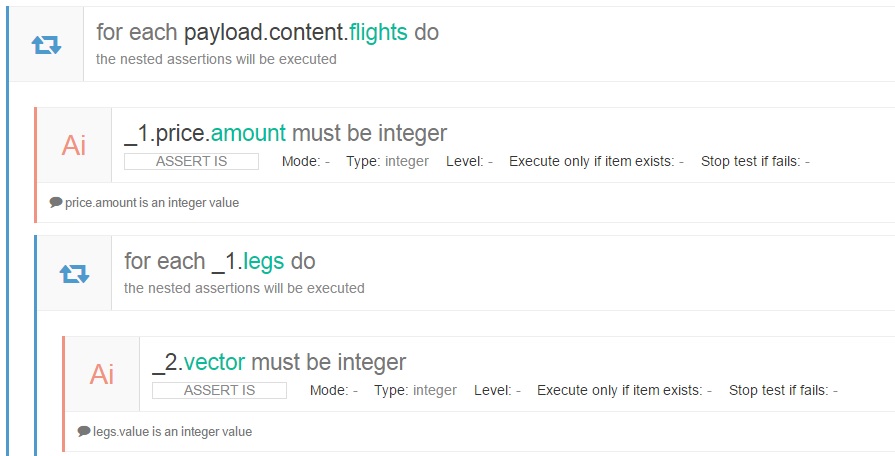 for each payload.content.flights do
the nested assertions will be executed
Ai
_1.price.amount must be integer
ASSERT IS Mode: - Type: integer Level: - Execute only if item exists: - Stop test if fails: -
price.amount is an integer value
for each _1.legs do
the nested assertions will be executed
Ai
_2.vector must be integer
ASSERT IS Mode: - Type: integer Level: - Execute only if item exists: - Stop test if fails: -
legs.value is an integer value